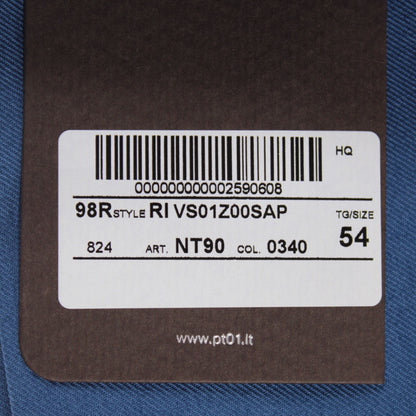 HQ
000000000002590608
98R STYLE RI VS01Z00SAP TG/SIZE
824 ART. NT90 COL. 0340 54
www.pt01.it